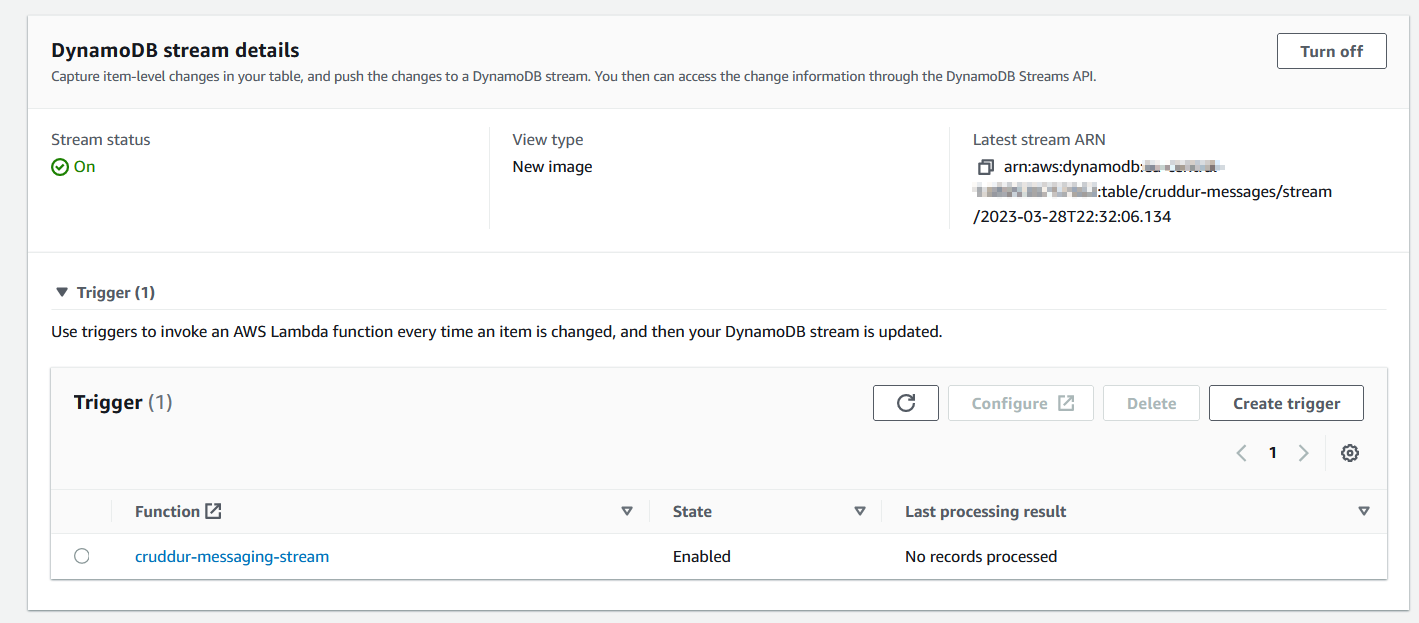 DynamoDB stream details
Turn off
Capture item-level changes in your table, and push the changes to a DynamoDB stream. You then can access the change information through the DynamoDB Streams API.
Stream status
On
View type
New image
Latest stream ARN
arn:aws:dynamodb:
:table/cruddur-messages/stream
/2023-03-28T22:32:06.134
Trigger (1)
Use triggers to invoke an AWS Lambda function every time an item is changed, and then your DynamoDB stream is updated.
Trigger (1)
Configure
Delete
Create trigger
1
Function
State
Last processing result
cruddur-messaging-stream
Enabled
No records processed